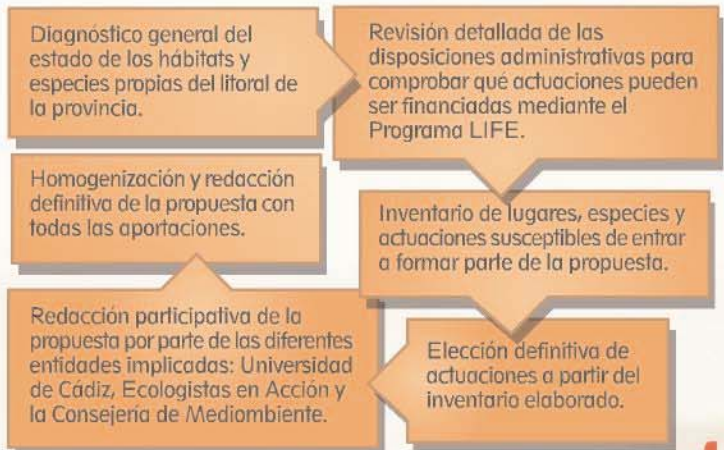 Diagnóstico general del
estado de los hábitats y
especies propias del litoral de
la provincia.
Revisión detallada de las
disposiciones administrativas para
comprobar qué actuaciones pueden
ser financiadas mediante el
Programa LIFE.
Inventario de lugares, especies y
actuaciones susceptibles de entrar
a formar parte de la propuesta.
Elección definitiva de
actuaciones a partir del
inventario elaborado.
Redacción participativa de la
propuesta por parte de las diferentes
entidades implicadas: Universidad
de Cádiz, Ecologistas en Acción y
la Consejería de Mediombiente.
Homogenización y redacción
definitiva de la propuesta con
todas las aportaciones.